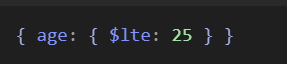 { age: { $lte: 25 } }